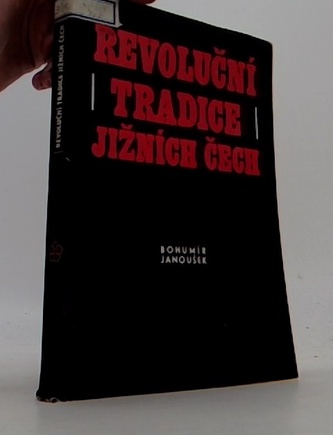 REVOLUČNÍ
TRADICE
JIŽNÍCH ČECH
BOHUMÍR
JANOUŠEK
REVOLUČNÍ TRADICE JIŽNÍCH ČECH